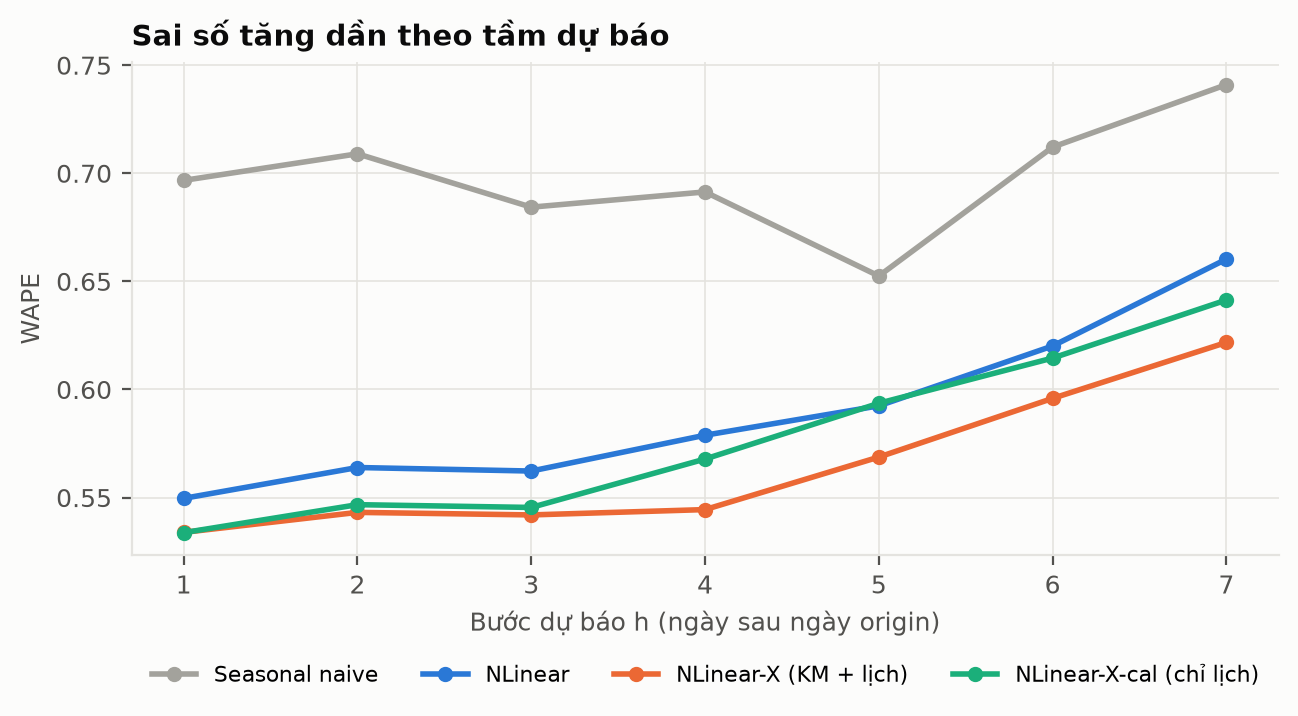 Sai số tăng dần theo tầm dự báo
0.75
0.70
0.65
0.60
0.55
WAPE
1 2 3 4 5 6 7
Bước dự báo h (ngày sau ngày origin)
Seasonal naive NLinear NLinear-X (KM + lịch) NLinear-X-cal (chỉ lịch)